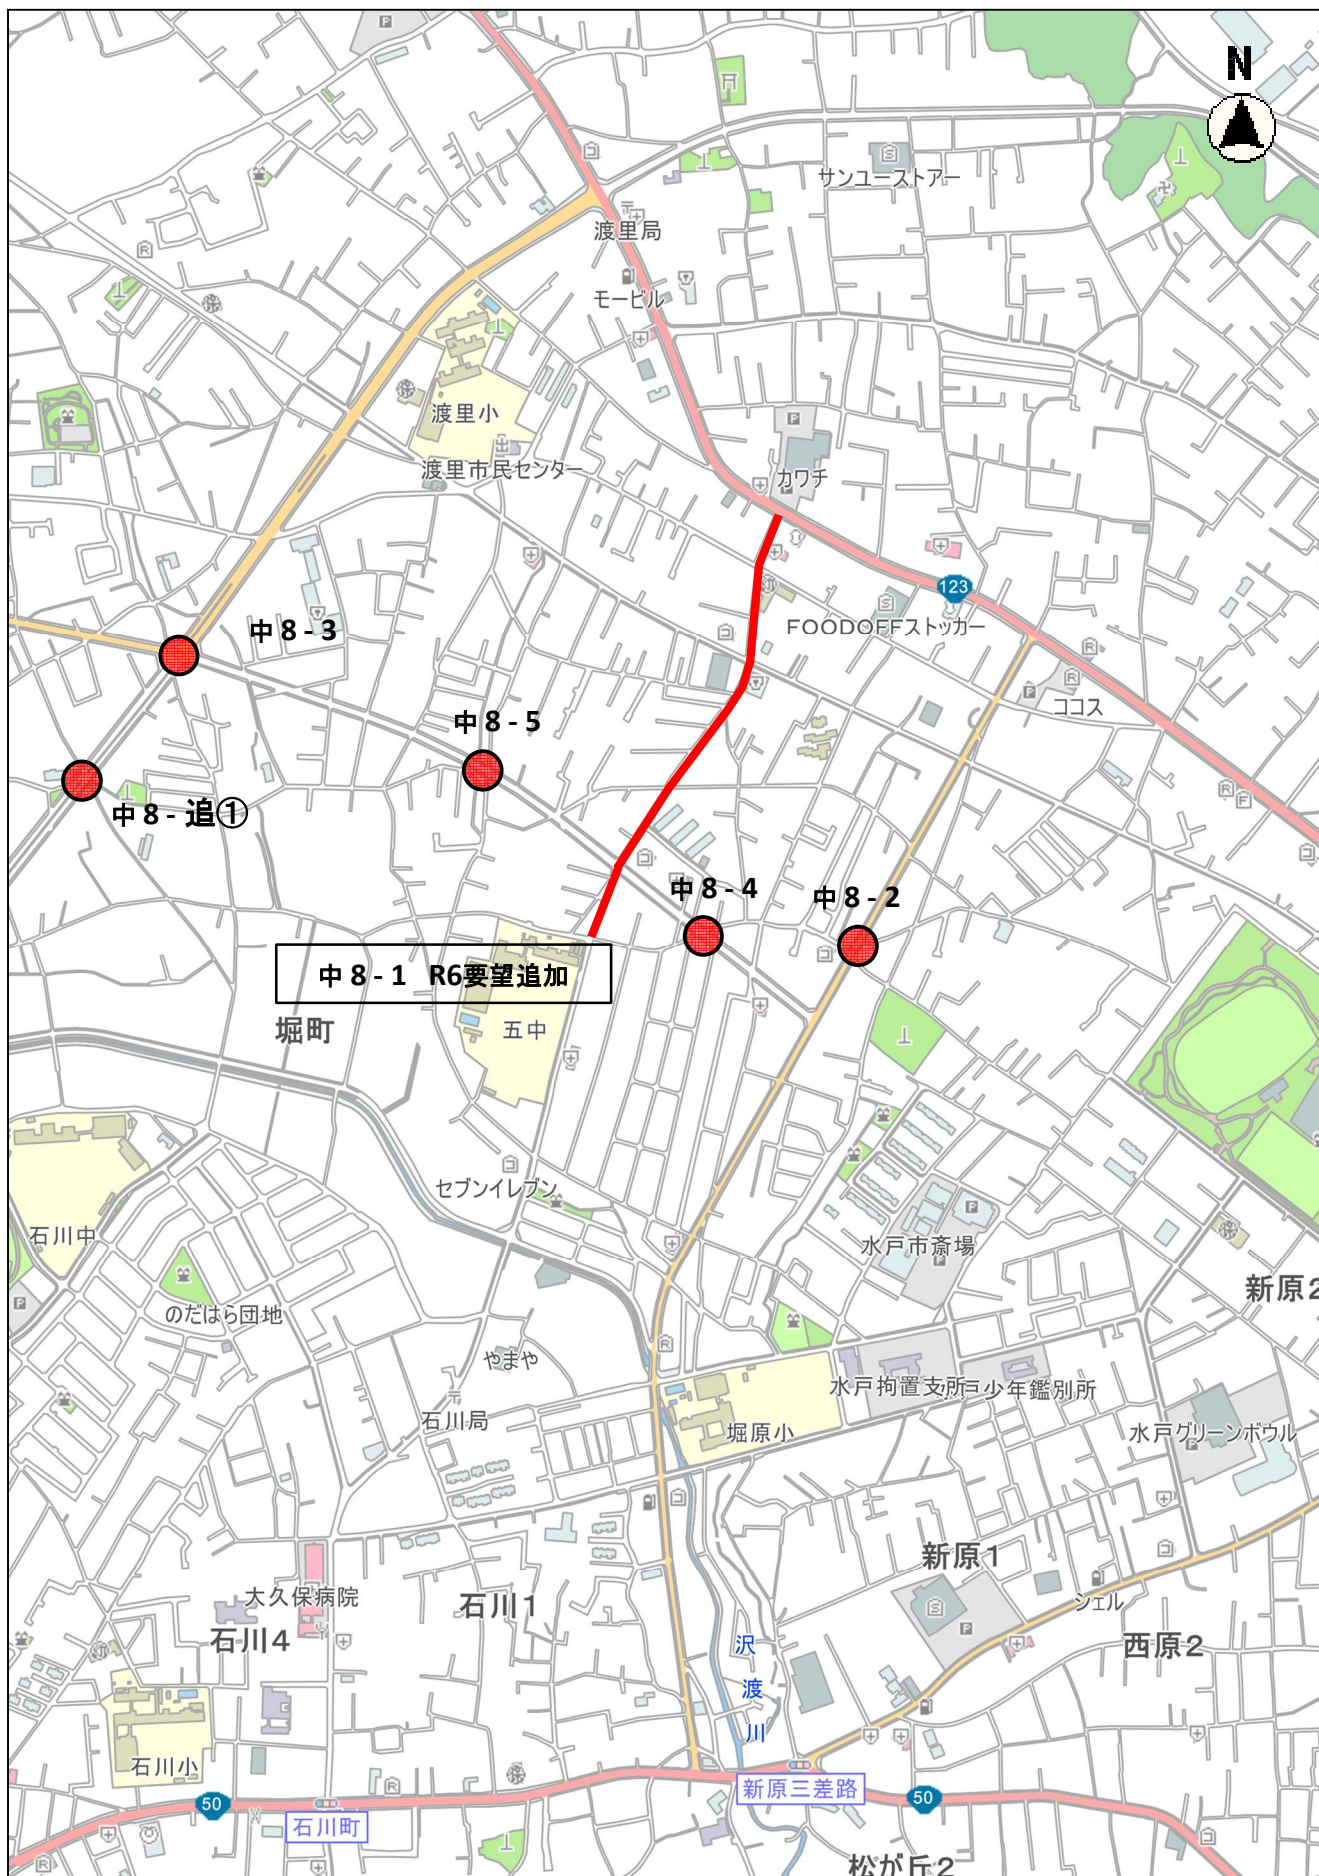 N
サンユーストアー
渡里局
モービル
渡里小
渡里市民センター
カワチ
123
FOODOFFストッカー
中８-３
ココス
中８-５
中８-追①
中８-４
中８-２
中８-１ R6要望追加
堀町
五中
セブンイレブン
石川中
水戸市斎場
新原2
のだはら団地
やまや
水戸拘置支所
水戸少年鑑別所
石川局
堀原小
水戸グリーンボウル
新原1
大久保病院
石川1
シェル
石川4
西原2
沢
渡
川
石川小
新原三差路
50
50
石川町
松が丘2